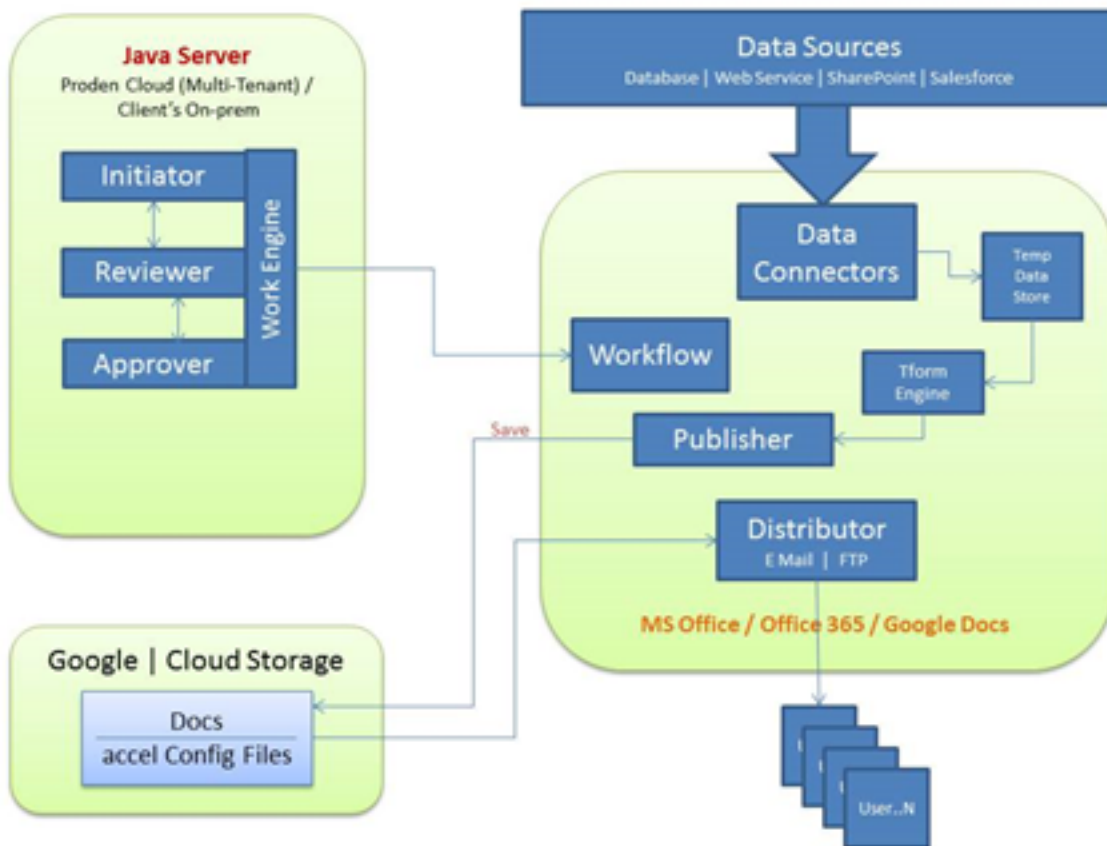 Java Server
Proden Cloud (Multi-Tenant) /
Client's On-prem
Initiator
Reviewer
Approver
Work Engine
Data Sources
Database | Web Service | SharePoint | Salesforce
Data
Connectors
Temp
Data
Store
Workflow
Tform
Engine
Publisher
Save
Distributor
E Mail | FTP
MS Office / Office 365 / Google Docs
Google | Cloud Storage
Docs
accel Config Files
User..N